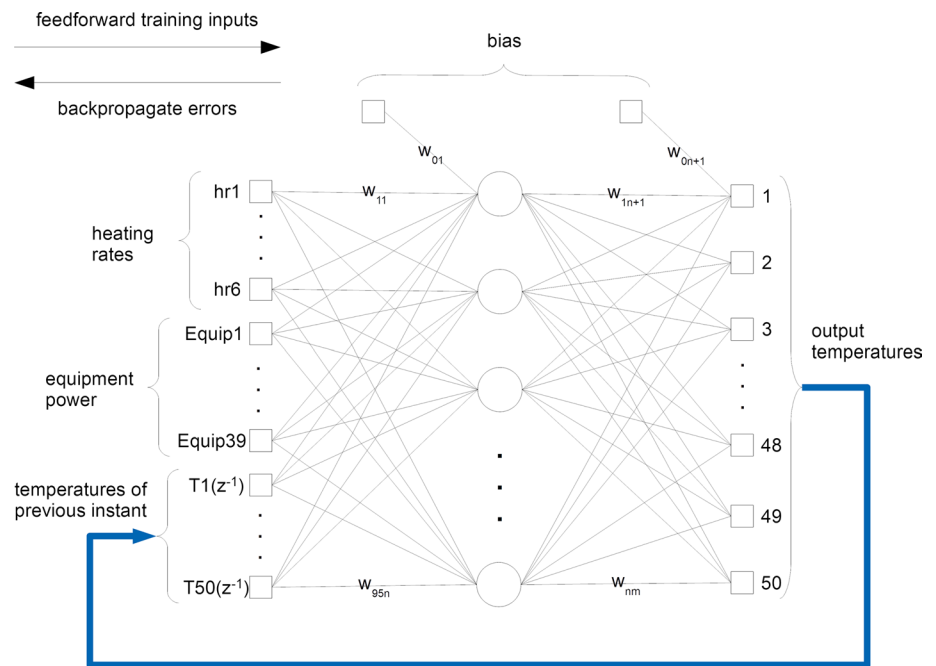 feedforward training inputs
backpropagate errors
bias
w01
w0n+1
hr1
w11
w1n+1
1
heating
rates
2
hr6
Equip1
3
output
temperatures
equipment
power
Equip39
48
T1(z-1)
temperatures of
previous instant
49
T50(z-1)
w95n
wnm
50